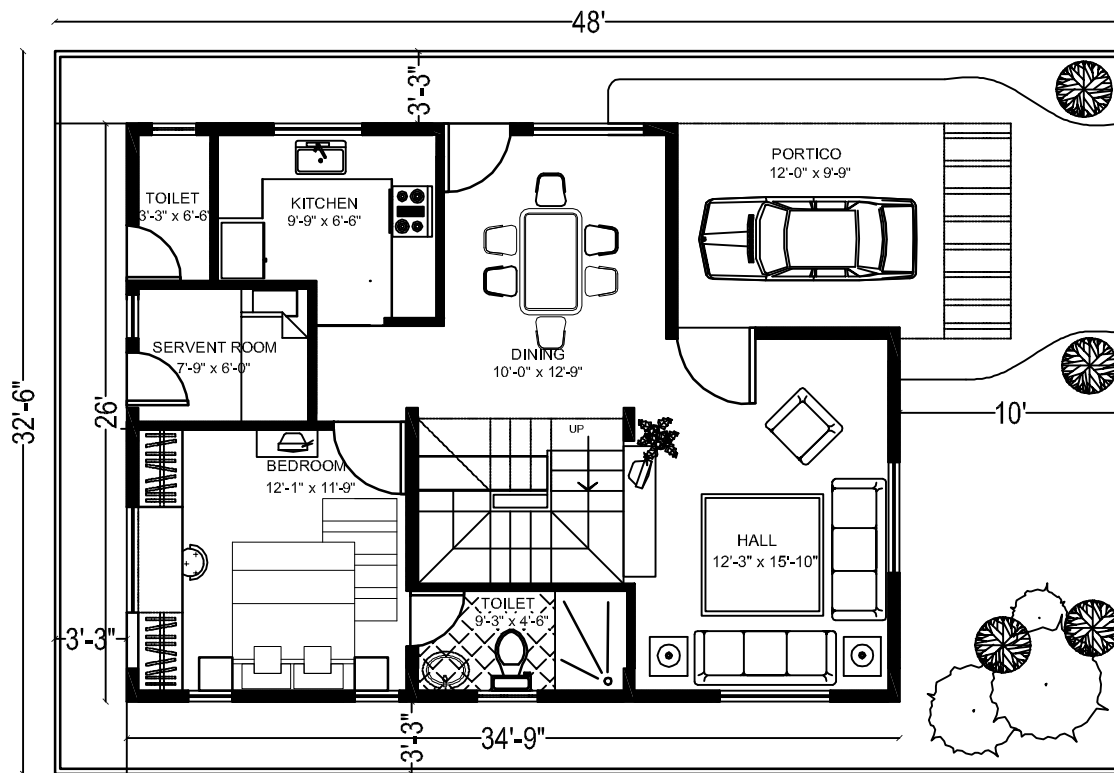 48'
3'-3"
PORTICO
12'-0" x 9'-9"
TOILET
3'-3" x 6'-6"
KITCHEN
9'-9" x 6'-6"
SERVENT ROOM
7'-9" x 6'-0"
DINING
10'-0" x 12'-9"
32'-6"
26'
10'
UP
BEDROOM
12'-1" x 11'-9"
HALL
12'-3" x 15'-10"
TOILET
9'-3" x 4'-6"
3'-3"
34'-9"
3'-3"